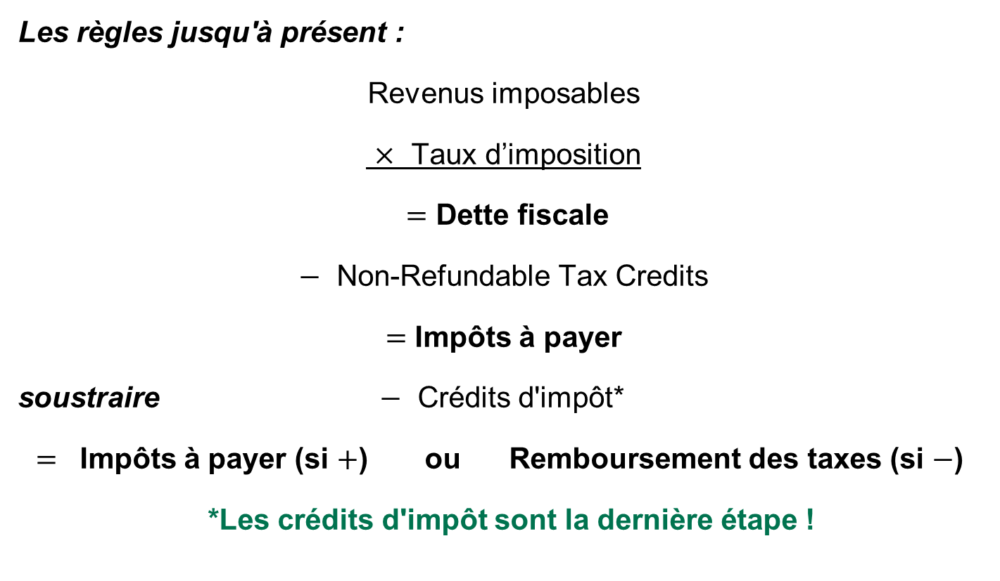 Les règles jusqu'à présent :
Revenus imposables
× Taux d’imposition
= Dette fiscale
− Non-Refundable Tax Credits
= Impôts à payer
soustraire − Crédits d'impôt*
= Impôts à payer (si +) ou Remboursement des taxes (si −)
*Les crédits d'impôt sont la dernière étape !